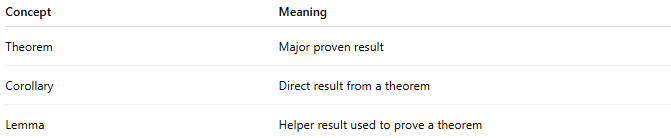 Concept Meaning
Theorem Major proven result
Corollary Direct result from a theorem
Lemma Helper result used to prove a theorem